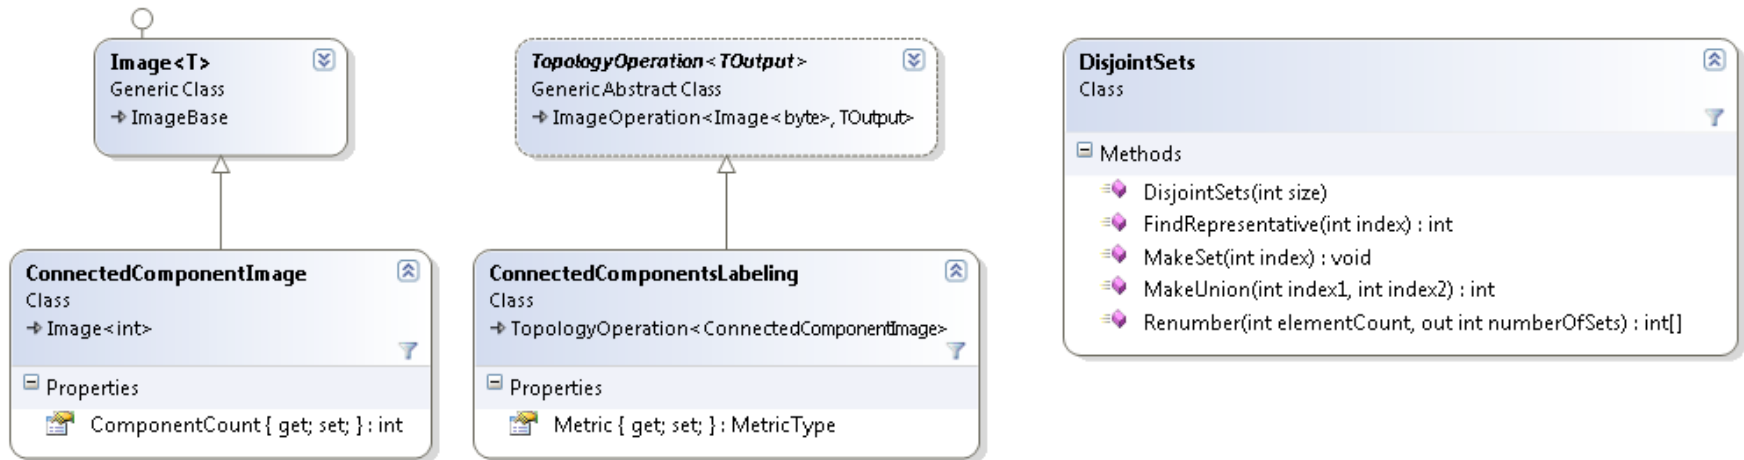 Image<T>
Generic Class
ImageBase
TopologyOperation<TOutput>
Generic Abstract Class
ImageOperation<Image<byte>, TOutput>
DisjointSets
Class
Methods
DisjointSets(int size)
FindRepresentative(int index) : int
MakeSet(int index) : void
MakeUnion(int index1, int index2) : int
Renumber(int elementCount, out int numberOfSets) : int[]
ConnectedComponentImage
Class
Image<int>
Properties
ComponentCount { get; set; } : int
ConnectedComponentsLabeling
Class
TopologyOperation<ConnectedComponentImage>
Properties
Metric { get; set; } : MetricType